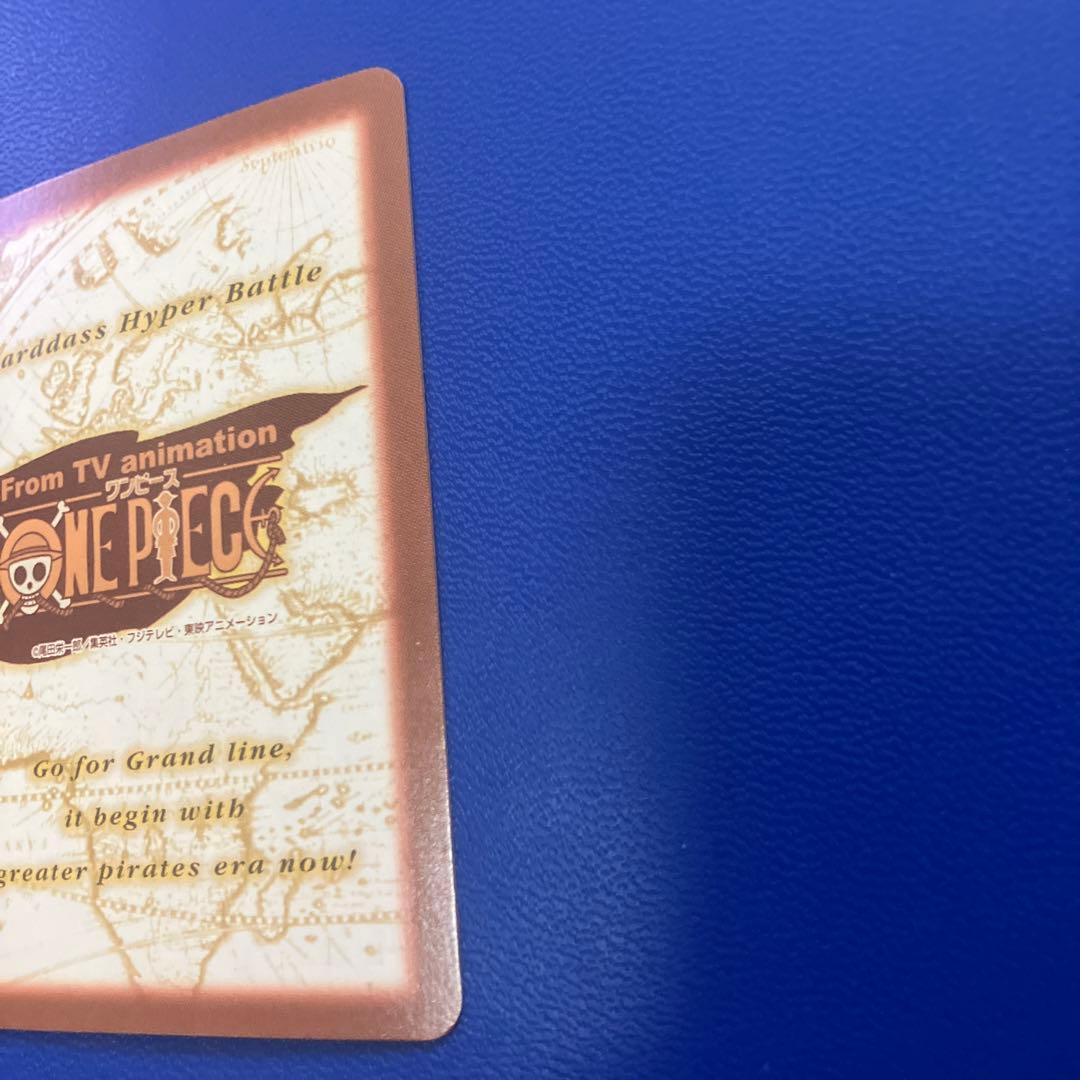 Septentrio
arddass Hyper Battle
From TV animation
ワンピース
ONE PIECE
©尾田栄一郎／集英社・フジテレビ・東映アニメーション
Go for Grand line,
it begin with
greater pirates era now!